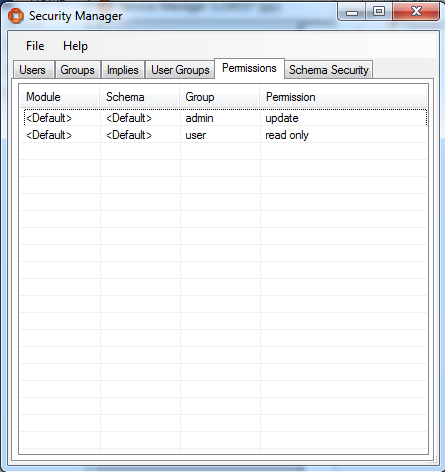 Security Manager
File Help
Users Groups Implies User Groups Permissions Schema Security
Module Schema Group Permission
<Default> <Default> admin update
<Default> <Default> user read only